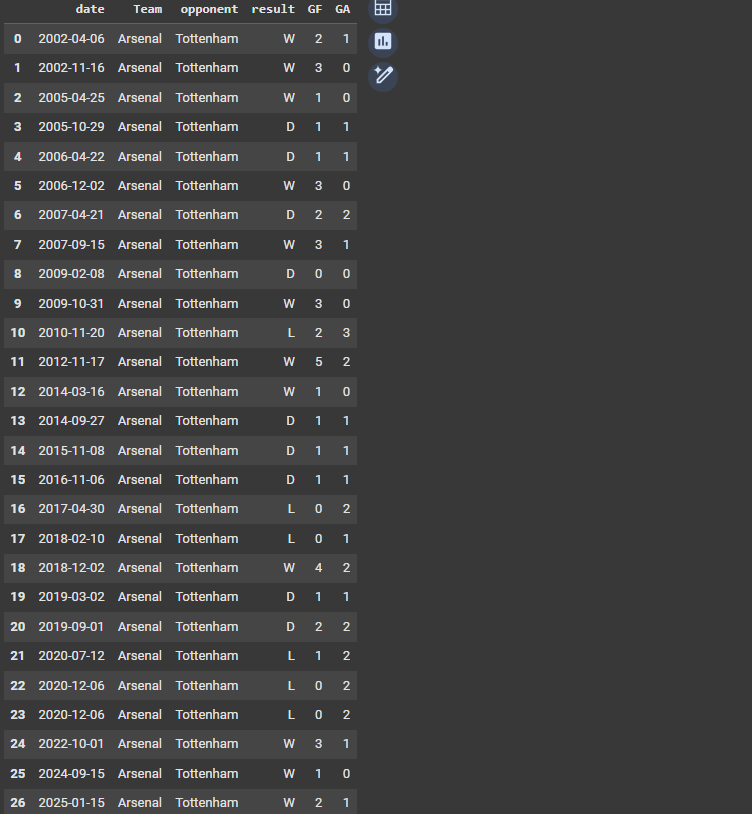 date Team opponent result GF GA
0 2002-04-06 Arsenal Tottenham W 2 1
1 2002-11-16 Arsenal Tottenham W 3 0
2 2005-04-25 Arsenal Tottenham W 1 0
3 2005-10-29 Arsenal Tottenham D 1 1
4 2006-04-22 Arsenal Tottenham D 1 1
5 2006-12-02 Arsenal Tottenham W 3 0
6 2007-04-21 Arsenal Tottenham D 2 2
7 2007-09-15 Arsenal Tottenham W 3 1
8 2009-02-08 Arsenal Tottenham D 0 0
9 2009-10-31 Arsenal Tottenham W 3 0
10 2010-11-20 Arsenal Tottenham L 2 3
11 2012-11-17 Arsenal Tottenham W 5 2
12 2014-03-16 Arsenal Tottenham W 1 0
13 2014-09-27 Arsenal Tottenham D 1 1
14 2015-11-08 Arsenal Tottenham D 1 1
15 2016-11-06 Arsenal Tottenham D 1 1
16 2017-04-30 Arsenal Tottenham L 0 2
17 2018-02-10 Arsenal Tottenham L 0 1
18 2018-12-02 Arsenal Tottenham W 4 2
19 2019-03-02 Arsenal Tottenham D 1 1
20 2019-09-01 Arsenal Tottenham D 2 2
21 2020-07-12 Arsenal Tottenham L 1 2
22 2020-12-06 Arsenal Tottenham L 0 2
23 2020-12-06 Arsenal Tottenham L 0 2
24 2022-10-01 Arsenal Tottenham W 3 1
25 2024-09-15 Arsenal Tottenham W 1 0
26 2025-01-15 Arsenal Tottenham W 2 1